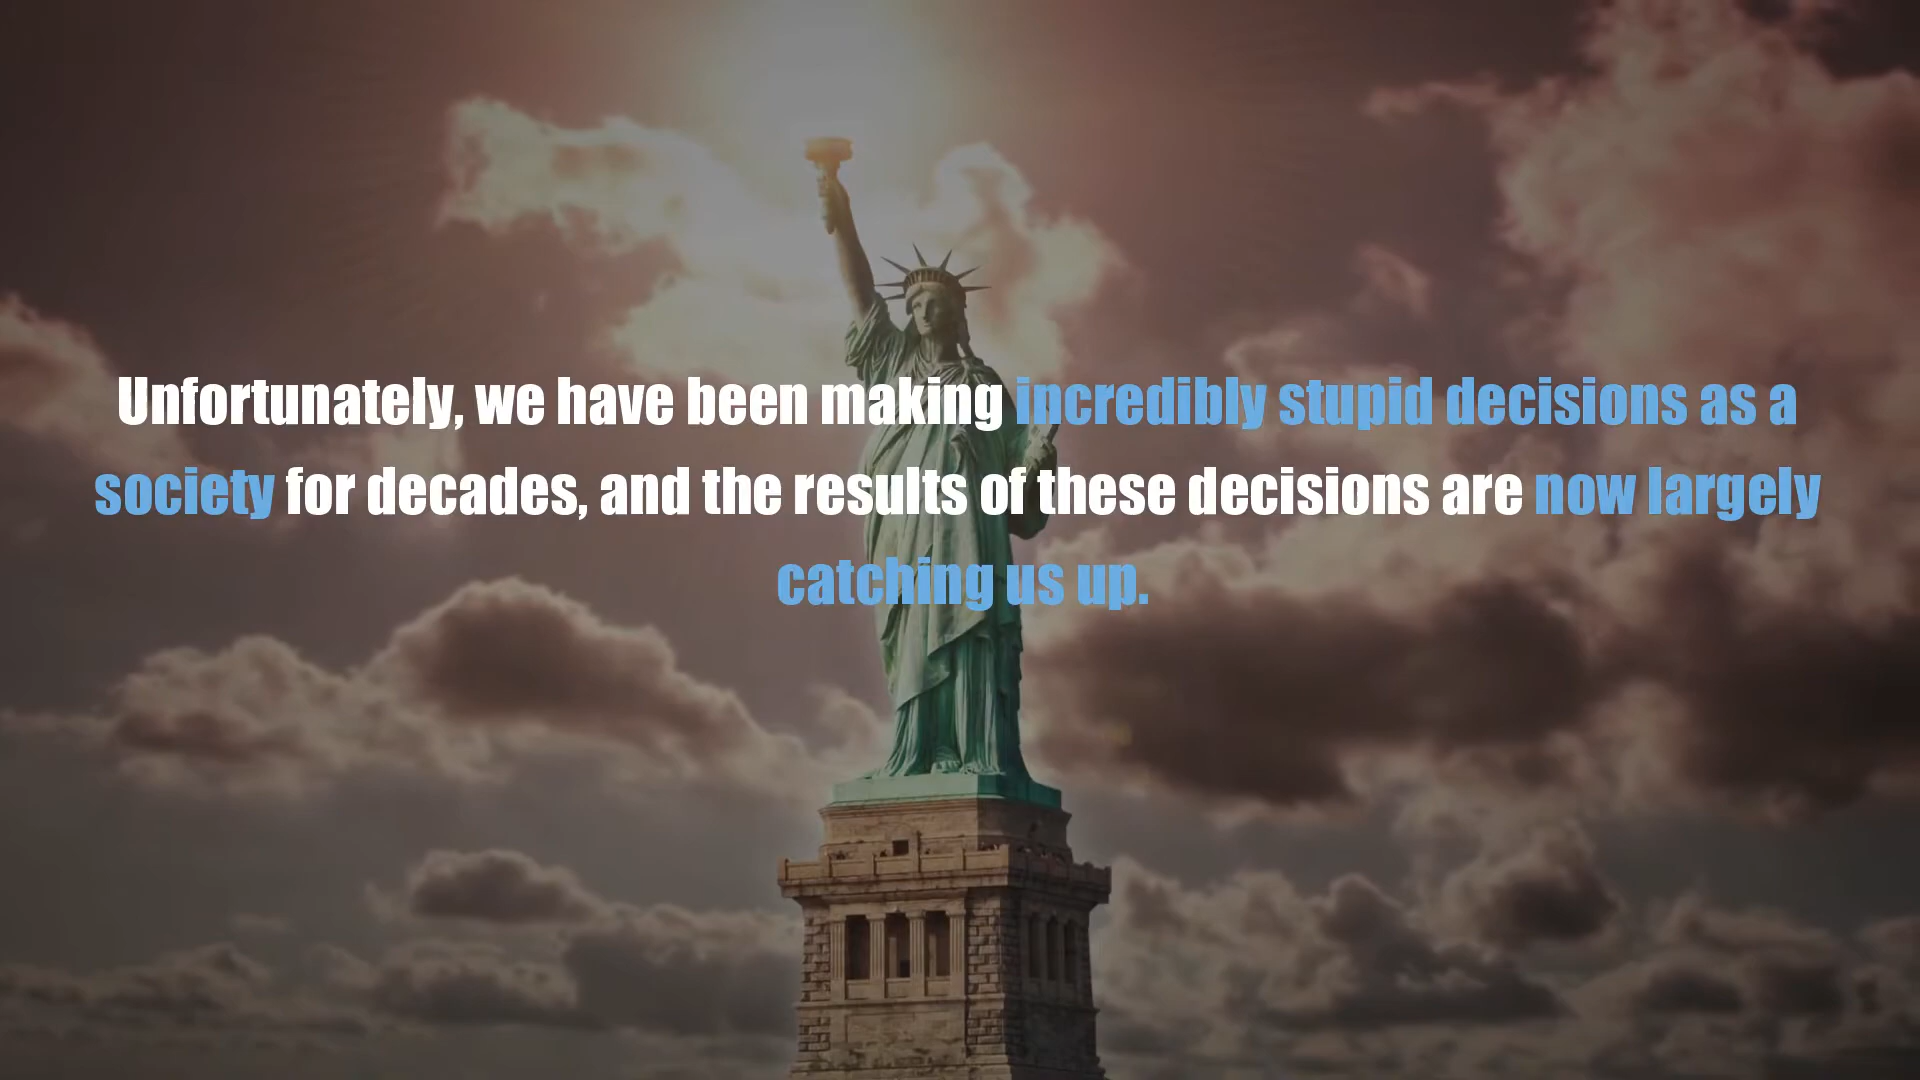 Unfortunately, we have been making incredibly stupid decisions as a
society for decades, and the results of these decisions are now largely
catching us up.